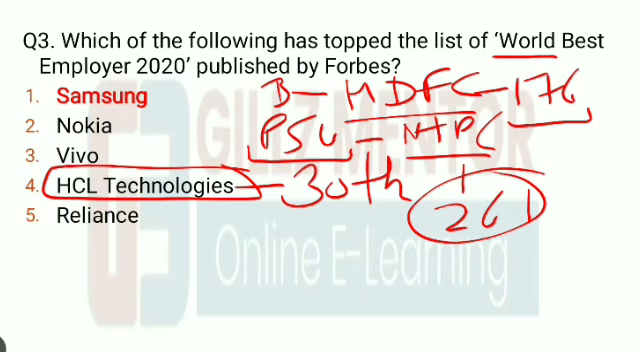 Q3. Which of the following has topped the list of ‘World Best
Employer 2020’ published by Forbes?
1. Samsung
2. Nokia
3. Vivo
4. HCL Technologies - 30th
5. Reliance
B - HDFC - 176
PSU - NTPC
261
Online E-Learning